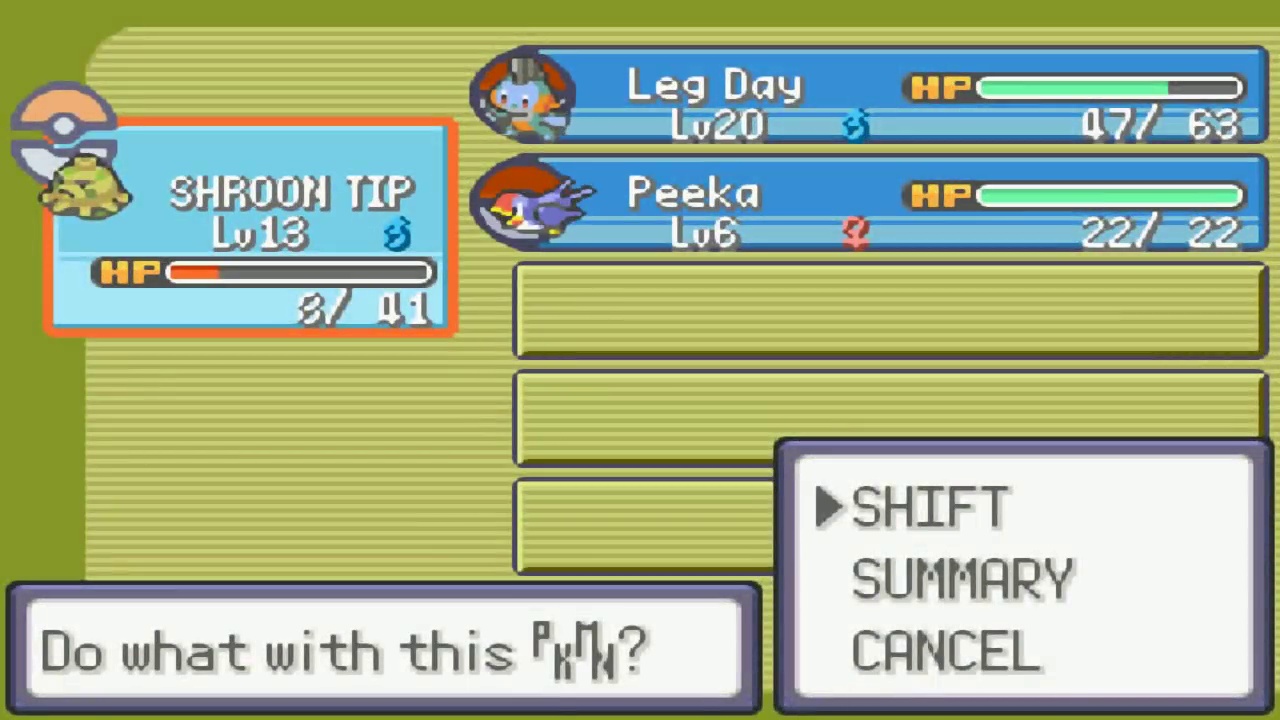 SHROON TIP
Lv13 ♂
HP
8/ 41
Leg Day
HP
Lv20 ♂
47/ 63
Peeka
HP
Lv6 ♀
22/ 22
Do what with this PKMN?
SHIFT
SUMMARY
CANCEL